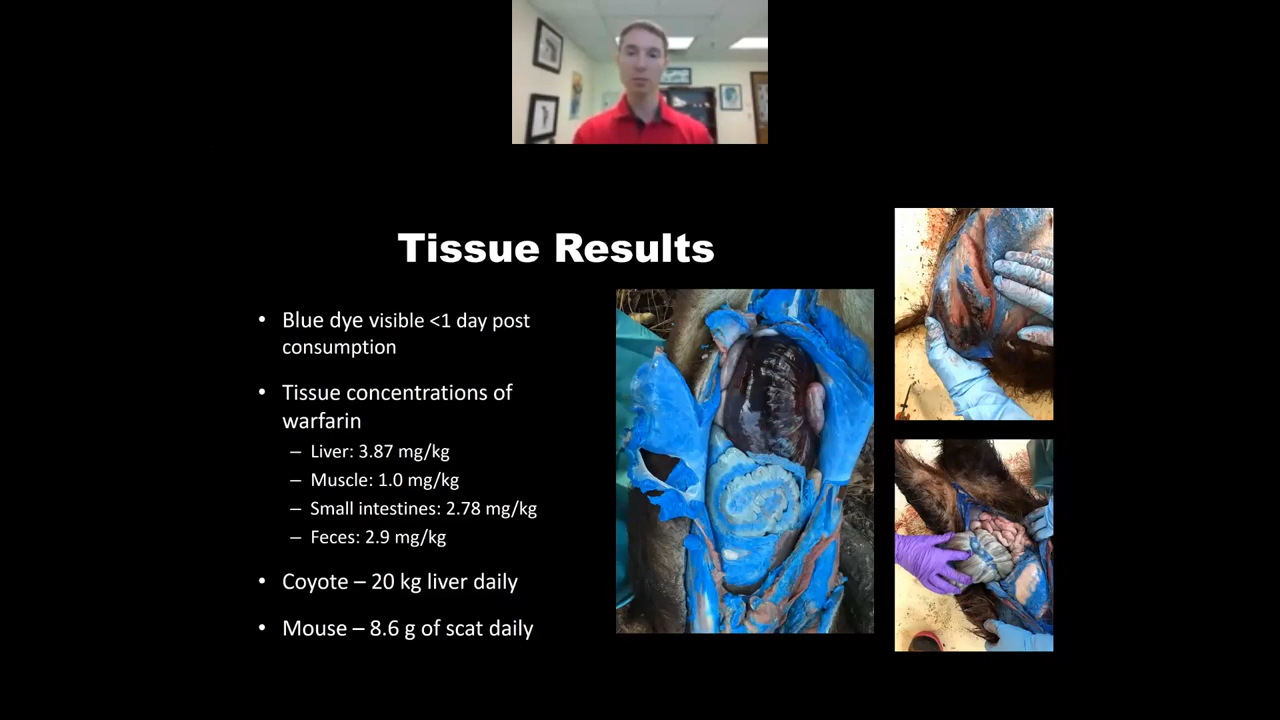 Tissue Results
• Blue dye visible <1 day post
consumption
• Tissue concentrations of
warfarin
– Liver: 3.87 mg/kg
– Muscle: 1.0 mg/kg
– Small intestines: 2.78 mg/kg
– Feces: 2.9 mg/kg
• Coyote – 20 kg liver daily
• Mouse – 8.6 g of scat daily